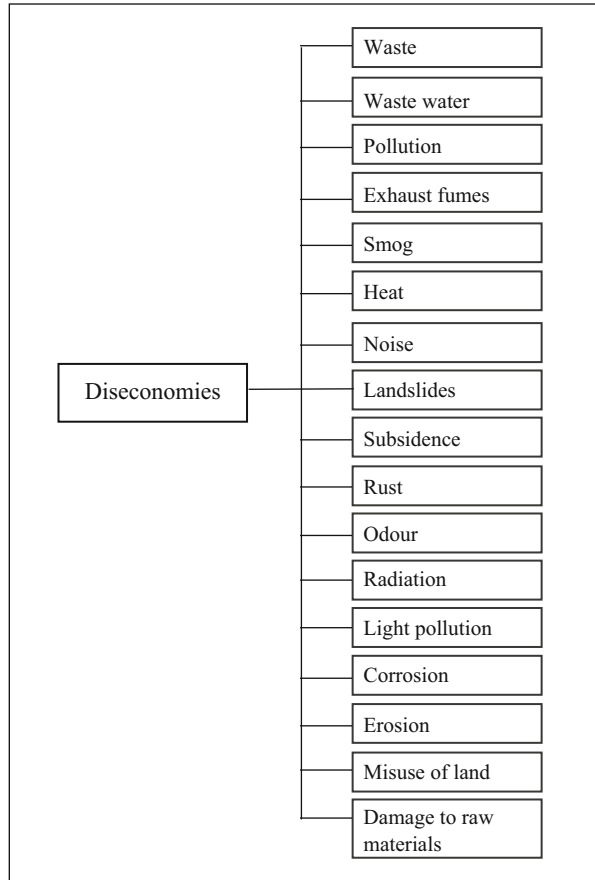 Waste
Waste water
Pollution
Exhaust fumes
Smog
Heat
Noise
Diseconomies
Landslides
Subsidence
Rust
Odour
Radiation
Light pollution
Corrosion
Erosion
Misuse of land
Damage to raw
materials